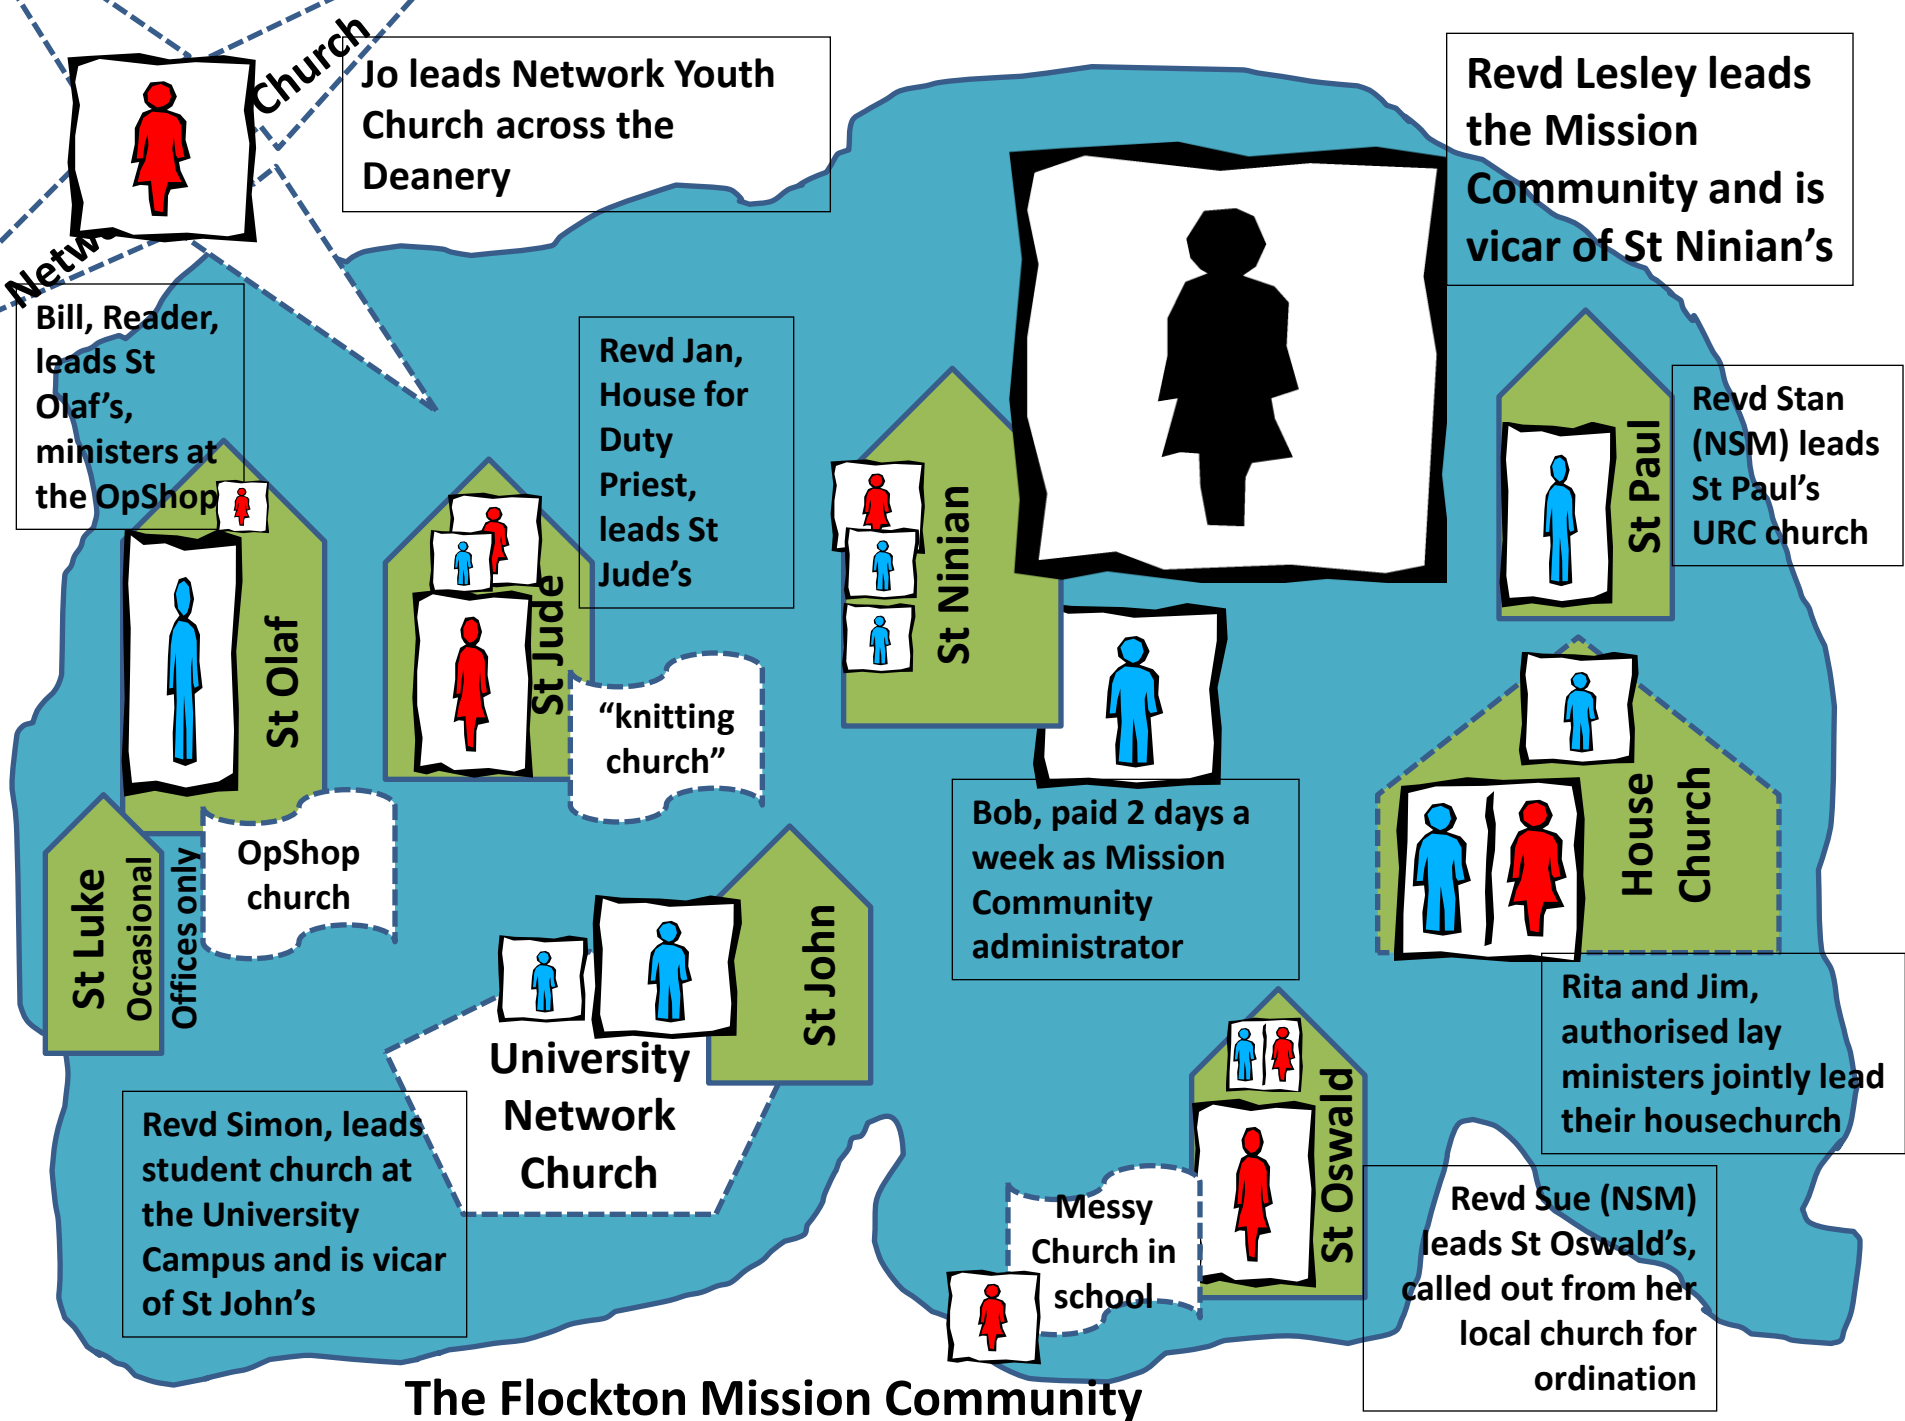 Church
Netwo
Jo leads Network Youth
Church across the
Deanery
Revd Lesley leads
the Mission
Community and is
vicar of St Ninian’s
Bill, Reader,
leads St
Olaf’s,
ministers at
the OpShop
Revd Jan,
House for
Duty
Priest,
leads St
Jude’s
Revd Stan
(NSM) leads
St Paul’s
URC church
St Olaf
St Jude
St Ninian
St Paul
“knitting
church”
OpShop
church
St Luke
Occasional
Offices only
Bob, paid 2 days a
week as Mission
Community
administrator
House
Church
St John
University
Network
Church
Rita and Jim,
authorised lay
ministers jointly lead
their housechurch
Revd Simon, leads
student church at
the University
Campus and is vicar
of St John’s
St Oswald
Messy
Church in
school
Revd Sue (NSM)
leads St Oswald’s,
called out from her
local church for
ordination
The Flockton Mission Community